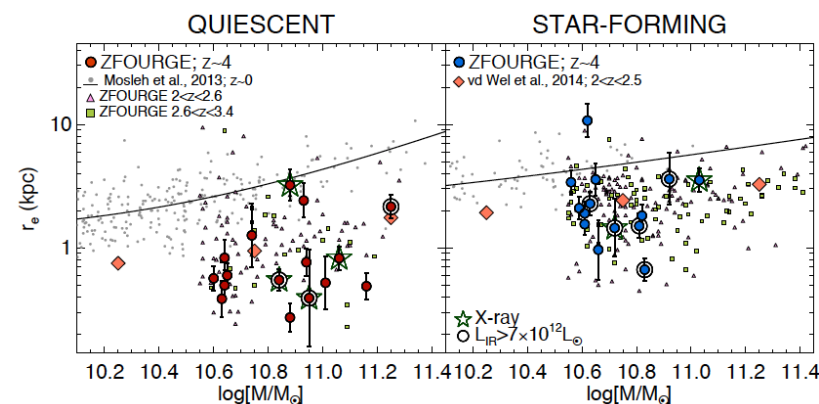 QUIESCENT
STAR-FORMING
ZFOURGE; z~4
Mosleh et al., 2013; z~0
ZFOURGE 2<z<2.6
ZFOURGE 2.6<z<3.4
ZFOURGE; z~4
vd Wel et al., 2014; 2<z<2.5
10
1
r_e (kpc)
X-ray
L_IR>7×10^12L_⊙
10.2 10.4 10.6 10.8 11.0 11.2 11.4
10.2 10.4 10.6 10.8 11.0 11.2 11.4
log[M/M_⊙]
log[M/M_⊙]